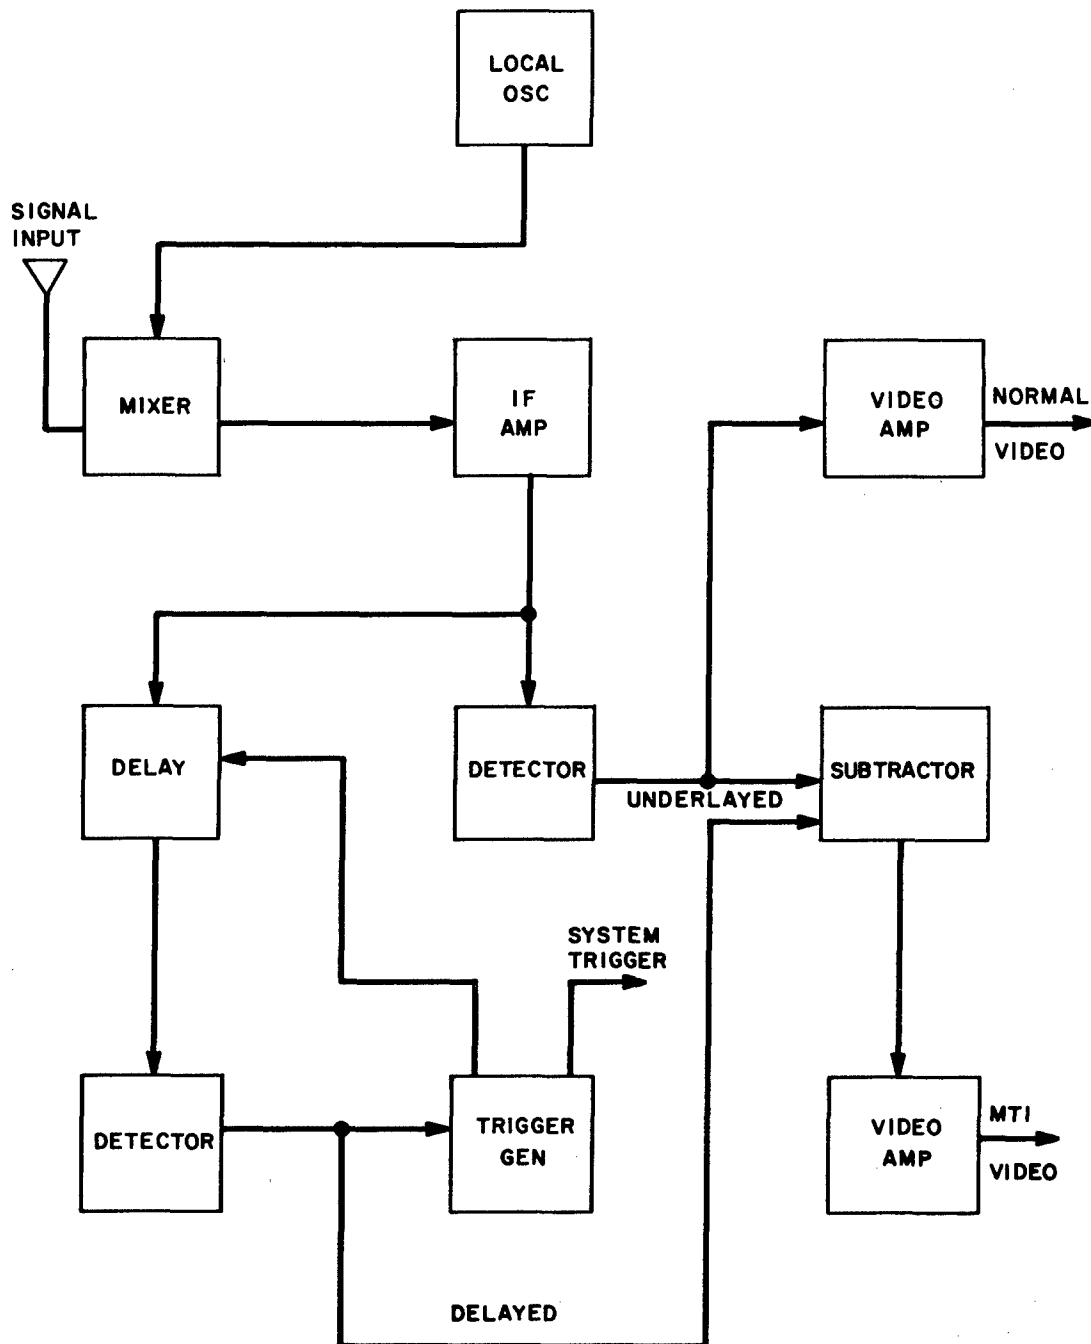 LOCAL
OSC
SIGNAL
INPUT
MIXER
IF
AMP
VIDEO
AMP
NORMAL
VIDEO
DELAY
DETECTOR
UNDERLAYED
SUBTRACTOR
SYSTEM
TRIGGER
DETECTOR
TRIGGER
GEN
VIDEO
AMP
MTI
VIDEO
DELAYED